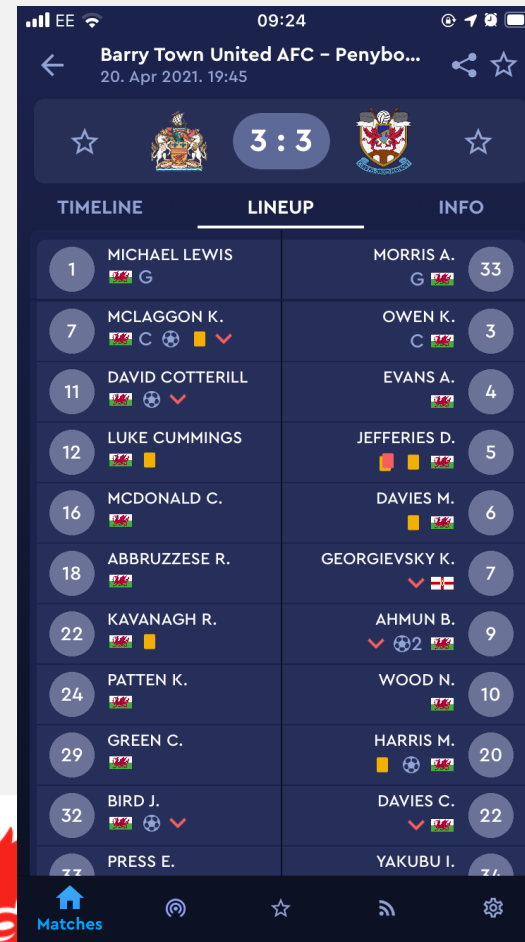 EE 09:24
Barry Town United AFC - Penybo...
20. Apr 2021. 19:45
3 : 3
TIMELINE LINEUP INFO
1 MICHAEL LEWIS G MORRIS A. G 33
7 MCLAGGON K. C OWEN K. C 3
11 DAVID COTTERILL EVANS A. 4
12 LUKE CUMMINGS JEFFERIES D. 5
16 MCDONALD C. DAVIES M. 6
18 ABBRUZZESE R. GEORGIEVSKY K. 7
22 KAVANAGH R. AHMUN B. 2 9
24 PATTEN K. WOOD N. 10
29 GREEN C. HARRIS M. 20
32 BIRD J. DAVIES C. 22
33 PRESS E. YAKUBU I. 34
Matches